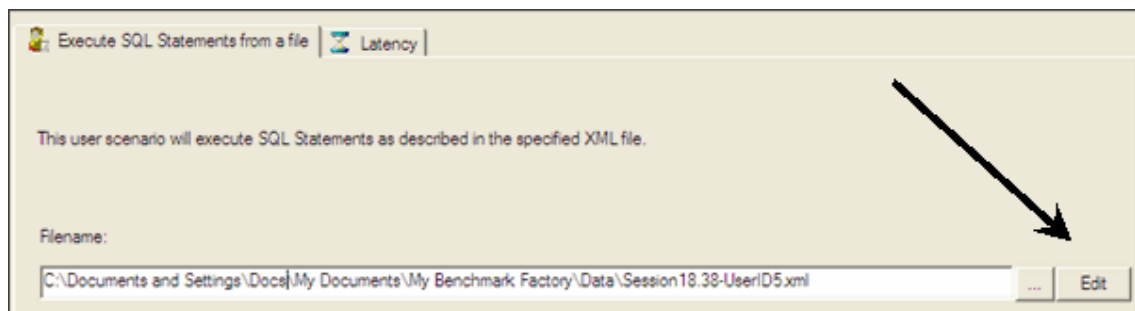 Execute SQL Statements from a file Latency
This user scenario will execute SQL Statements as described in the specified XML file.
Filename:
C:\Documents and Settings\Docs\My Documents\My Benchmark Factory\Data\Session18.38-UserID5.xml ... Edit